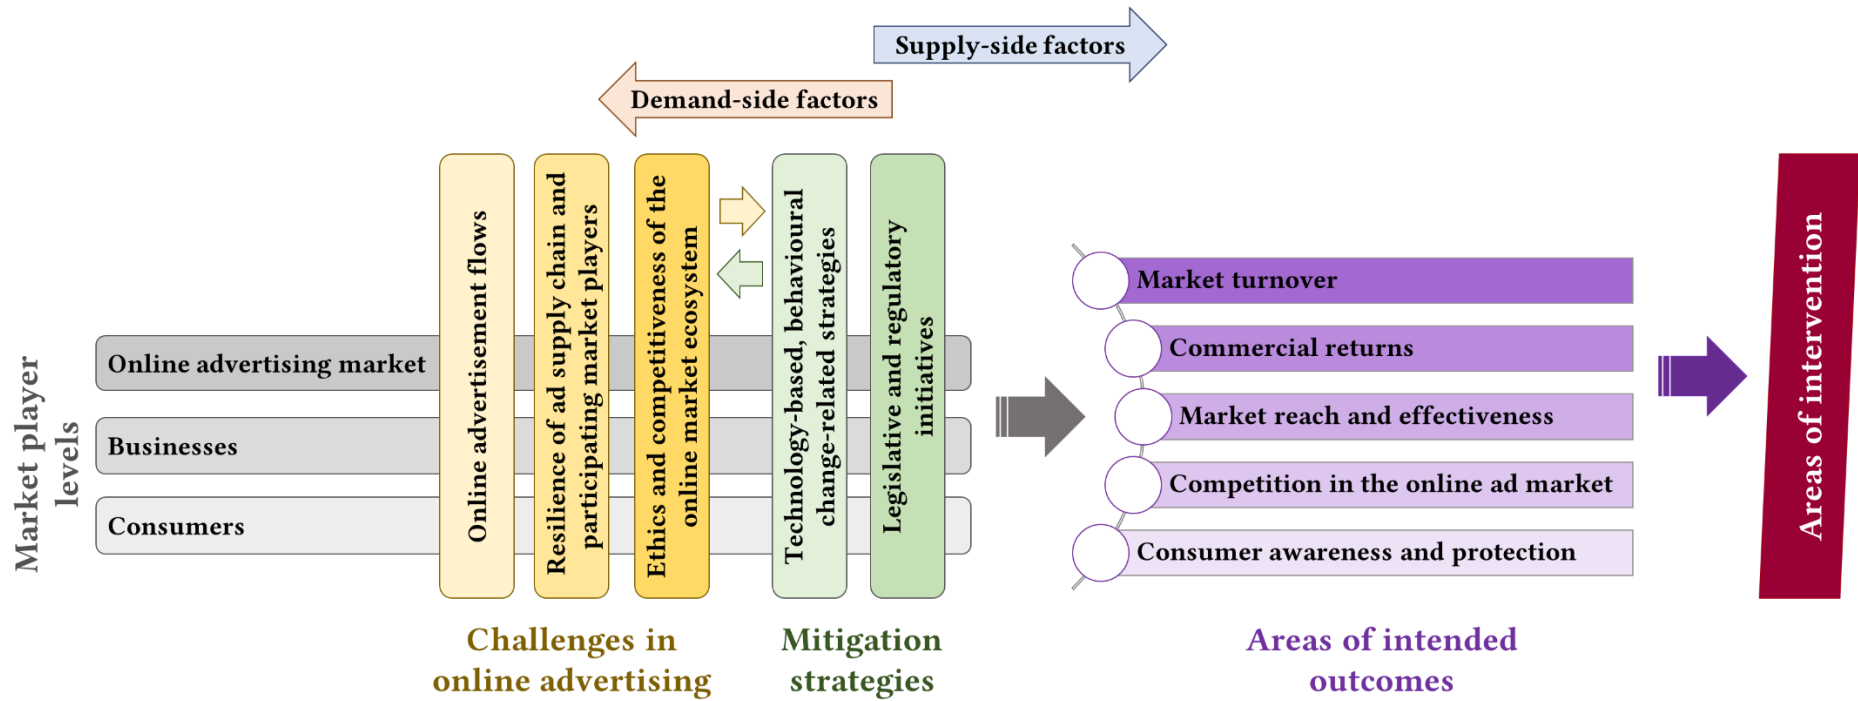 Supply-side factors
Demand-side factors
Market player
levels
Online advertising market
Businesses
Consumers
Online advertisement flows
Resilience of ad supply chain and
participating market players
Ethics and competitiveness of the
online market ecosystem
Technology-based, behavioural
change-related strategies
Legislative and regulatory
initiatives
Challenges in
online advertising
Mitigation
strategies
Market turnover
Commercial returns
Market reach and effectiveness
Competition in the online ad market
Consumer awareness and protection
Areas of intended
outcomes
Areas of intervention